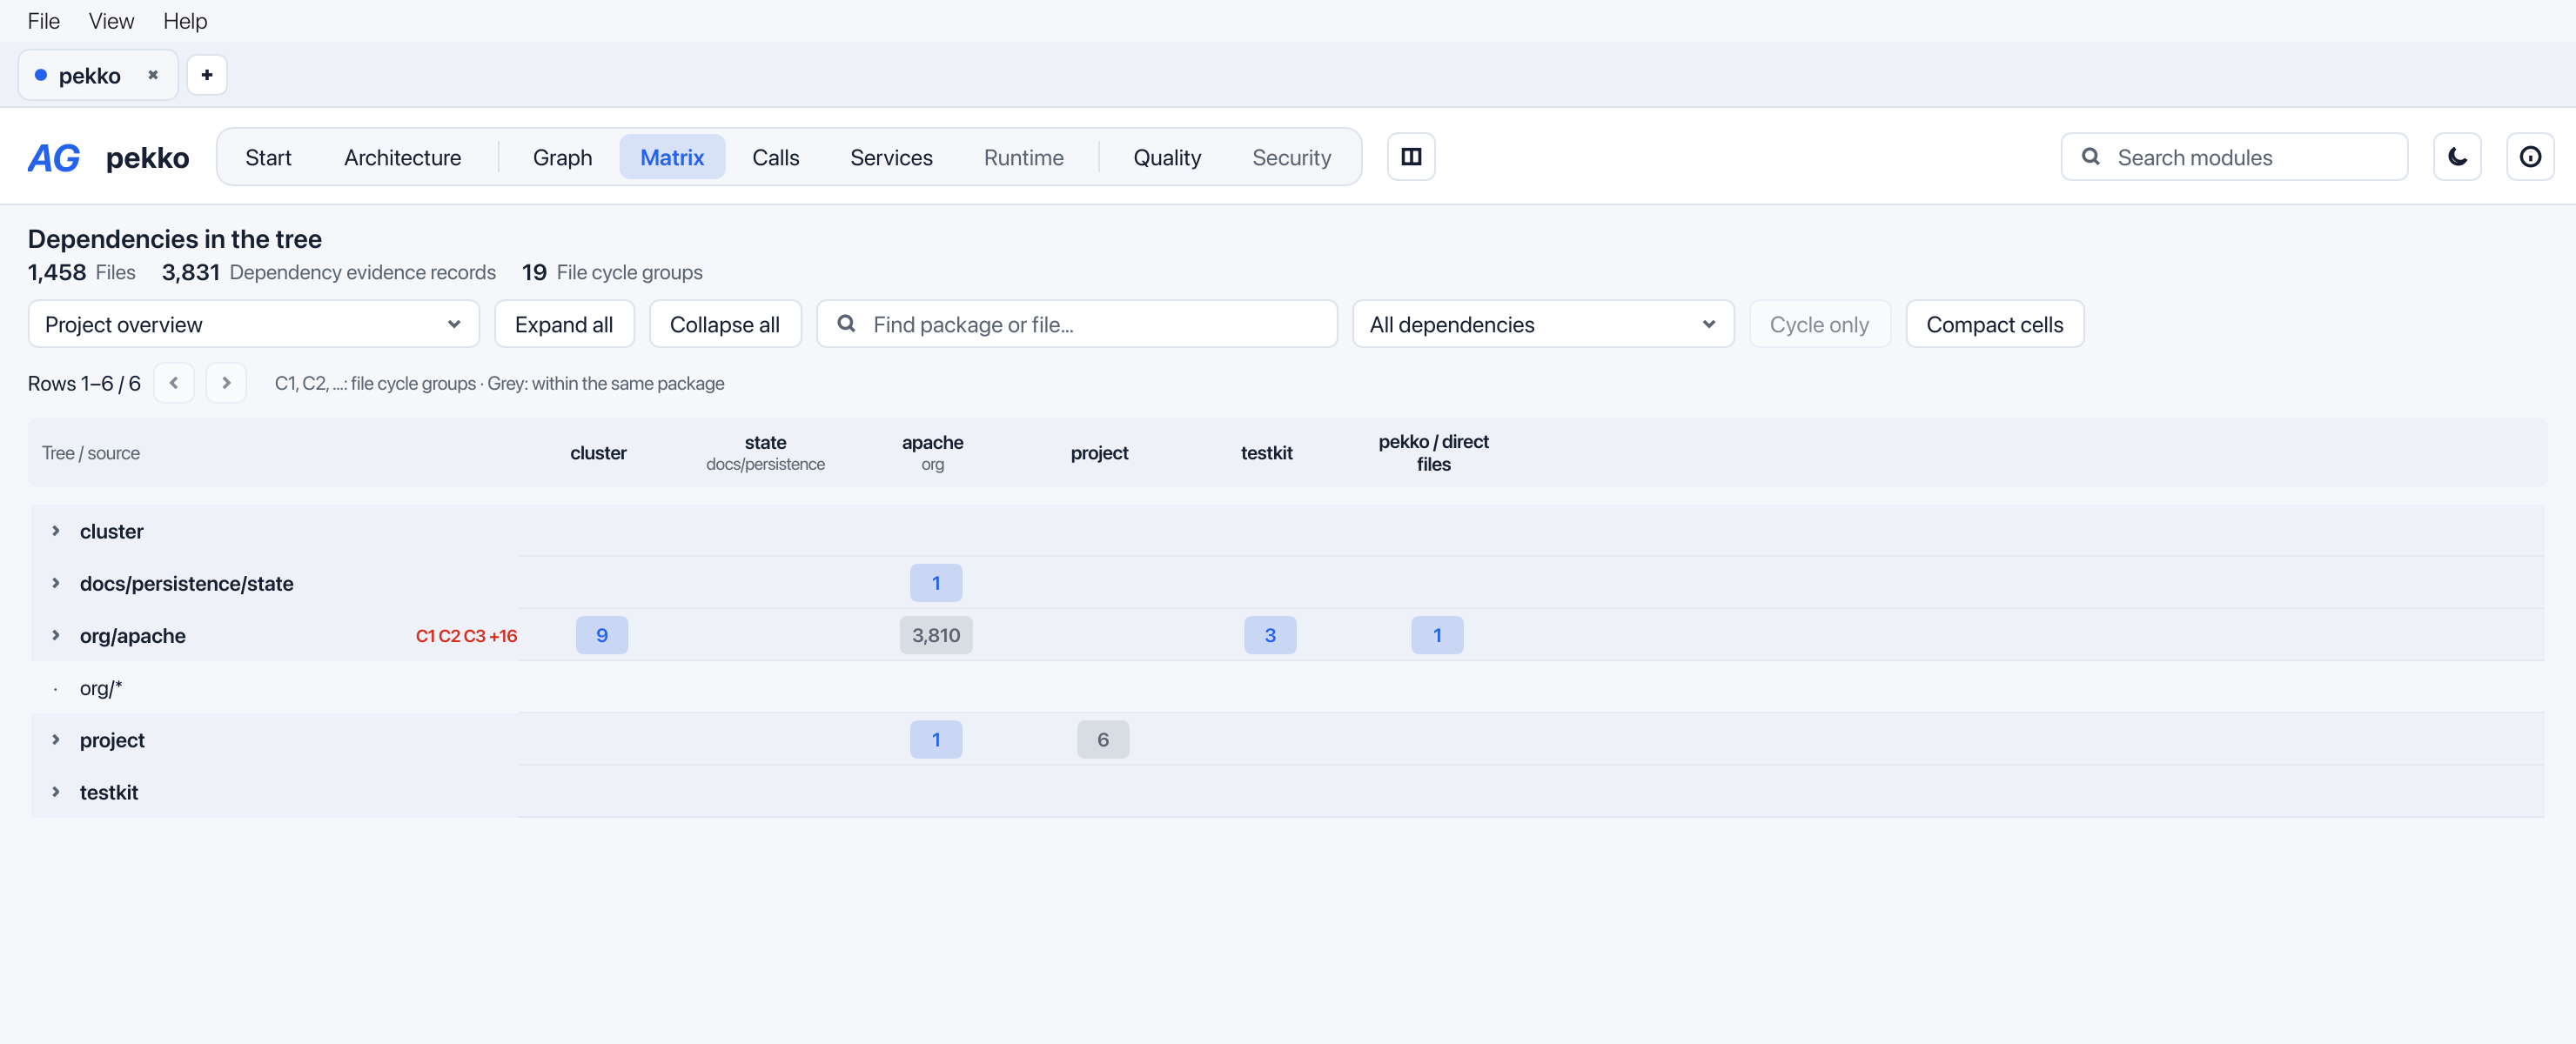 File View Help
pekko
AG pekko Start Architecture Graph Matrix Calls Services Runtime Quality Security Search modules
Dependencies in the tree
1,458 Files 3,831 Dependency evidence records 19 File cycle groups
Project overview Expand all Collapse all Find package or file... All dependencies Cycle only Compact cells
Rows 1–6 / 6 C1, C2, ...: file cycle groups · Grey: within the same package
Tree / source cluster state apache project testkit pekko / direct
docs/persistence org files
cluster
docs/persistence/state 1
org/apache C1 C2 C3 +16 9 3,810 3 1
org/*
project 1 6
testkit